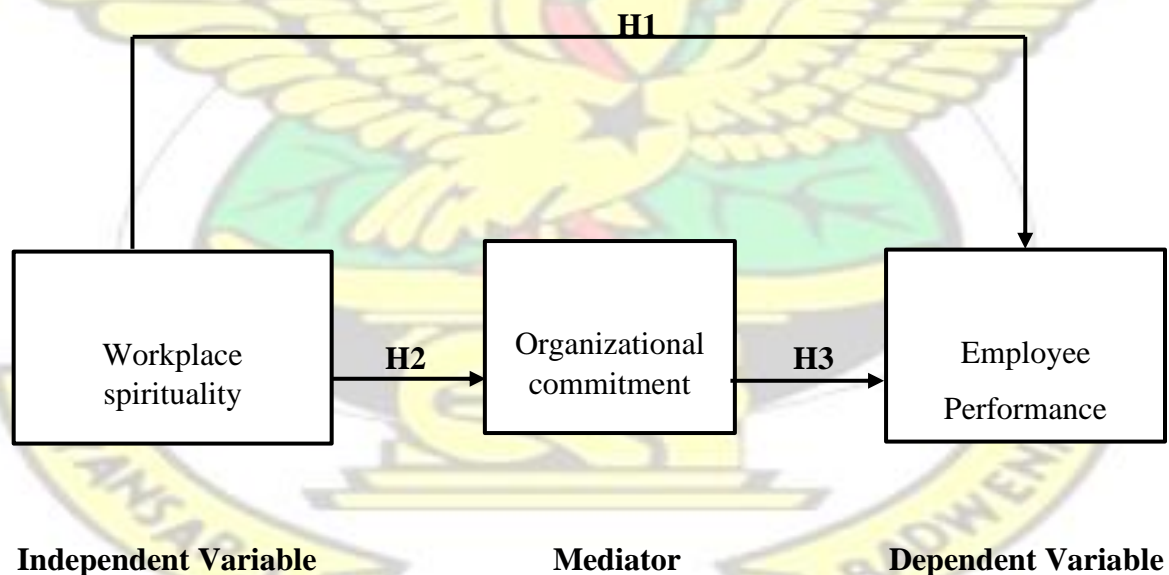 H1
Workplace
spirituality
H2
Organizational
commitment
H3
Employee
Performance
Independent Variable
Mediator
Dependent Variable